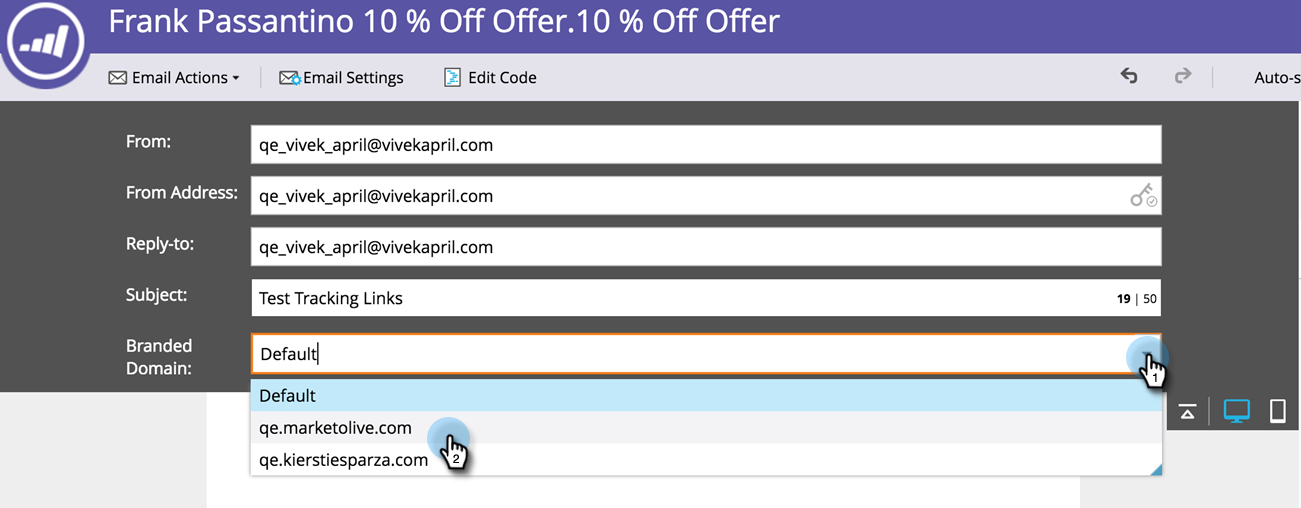 Frank Passantino 10 % Off Offer.10 % Off Offer
Email Actions Email Settings Edit Code Auto-s
From: qe_vivek_april@vivekapril.com
From Address: qe_vivek_april@vivekapril.com
Reply-to: qe_vivek_april@vivekapril.com
Subject: Test Tracking Links 19 | 50
Branded
Domain: Default
1
Default
qe.marketolive.com
2
qe.kierstiesparza.com